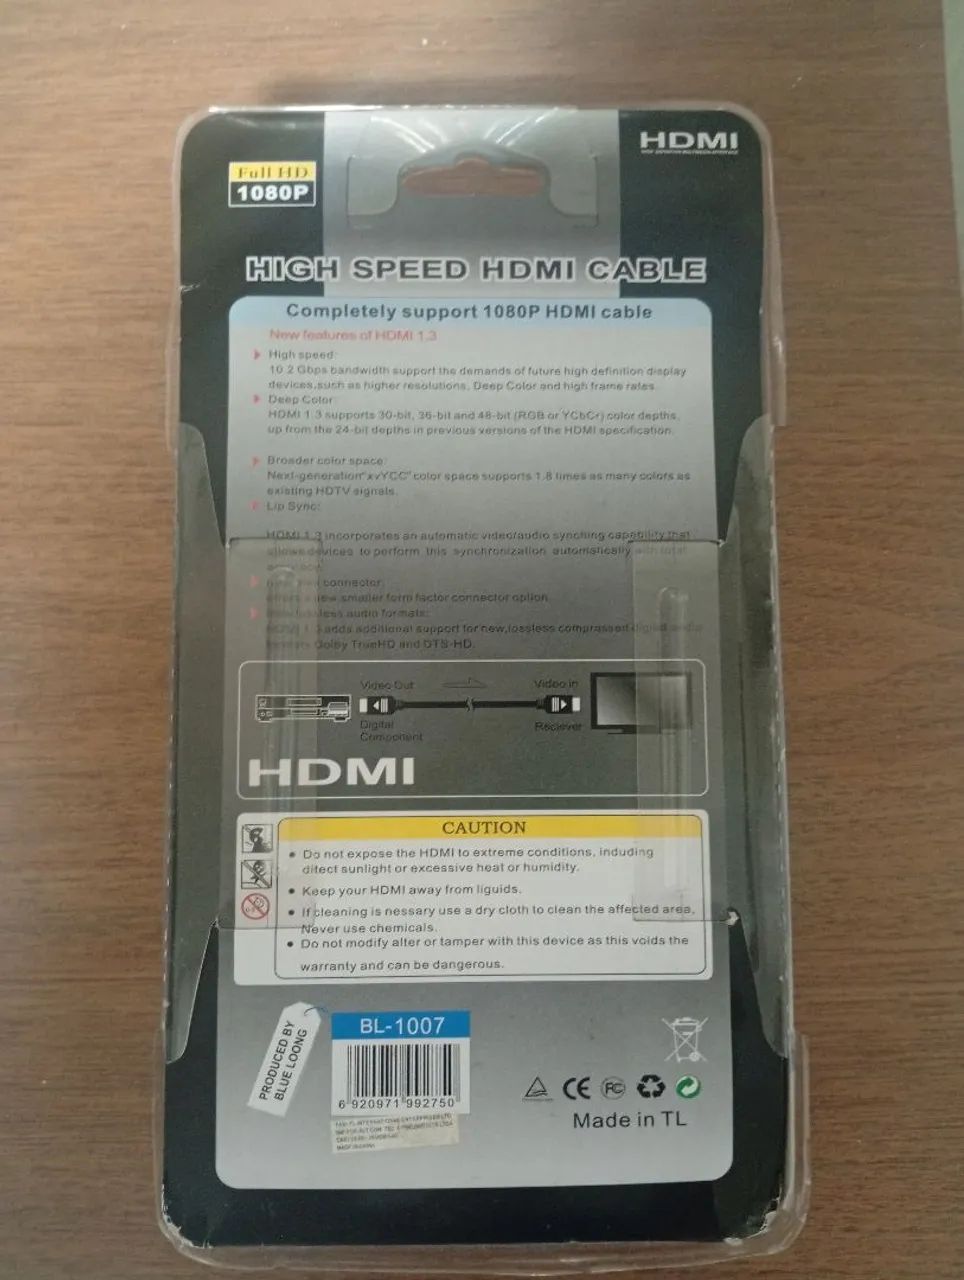 HDMI
Full HD
1080P
HIGH SPEED HDMI CABLE
Completely support 1080P HDMI cable
New features of HDMI 1.3
High speed:
10.2 Gbps bandwidth support the demands of future high definition display
devices,such as higher resolutions, Deep Color and high frame rates.
Deep Color:
HDMI 1.3 supports 30-bit, 36-bit and 48-bit (RGB or YCbCr) color depths,
up from the 24-bit depths in previous versions of the HDMI specification.
Broader color space:
Next-generation"xvYCC" color space supports 1.8 times as many colors as
existing HDTV signals.
Lip Sync:
HDMI 1.3 incorporates an automatic video/audio synching capability that
allows devices to perform this synchronization automatically with total
connector:
new smaller form factor connector option.
lossless audio formats:
HDMI 1.3 adds additional support for new,lossless comprassed digital audio
Dolby TrueHD and DTS-HD.
Video Out
Video in
Digital
Component
Reciever
HDMI
CAUTION
Do not expose the HDMI to extreme conditions, induding
ditect sunlight or excessive heat or humidity.
Keep your HDMI away from liguids.
If cleaning is nessary use a dry cloth to clean the affected area.
Never use chemicals.
Do not modify alter or tamper with this device as this voids the
warranty and can be dangerous.
PRODUCED BY
BLUE LOONG
BL-1007
6 920971 992750
CE FC
Made in TL